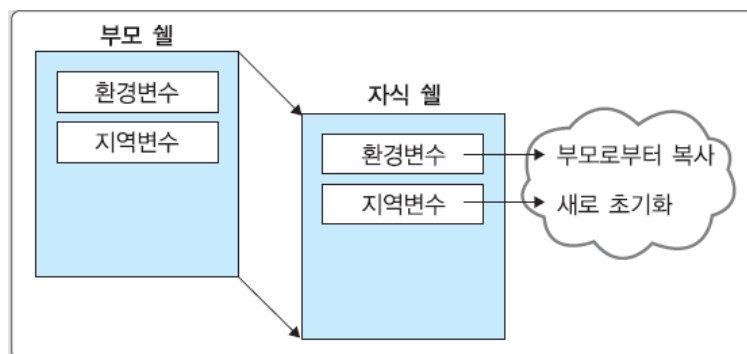 부모 쉘
환경변수
지역변수
자식 쉘
환경변수
지역변수
부모로부터 복사
새로 초기화